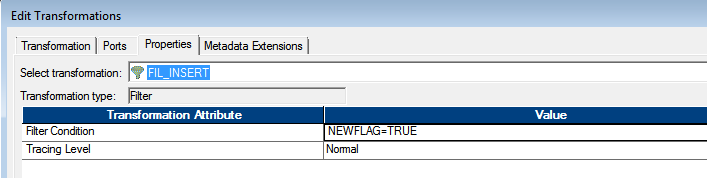 Edit Transformations
Transformation Ports Properties Metadata Extensions
Select transformation: FIL_INSERT
Transformation type: Filter
Transformation Attribute Value
Filter Condition NEWFLAG=TRUE
Tracing Level Normal